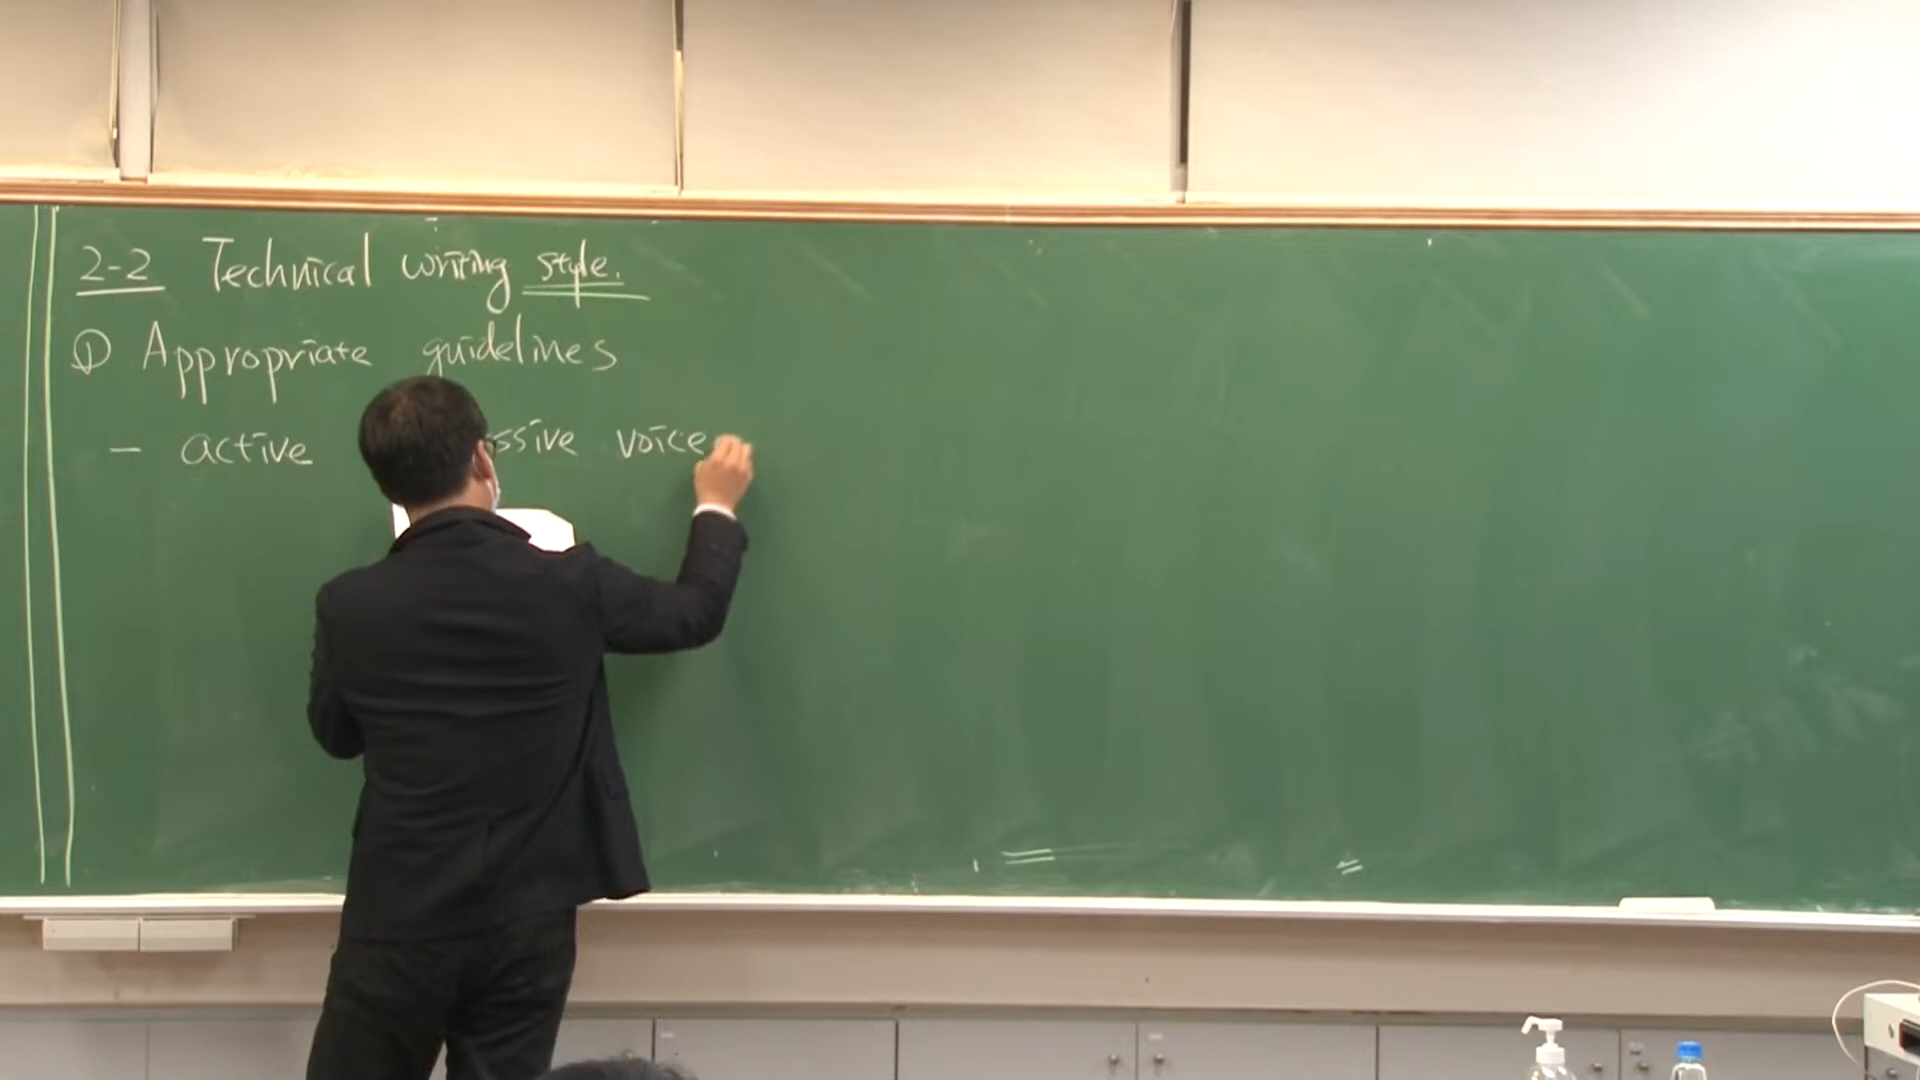 2-2 Technical writing style.
① Appropriate guidelines
- active ssive voice